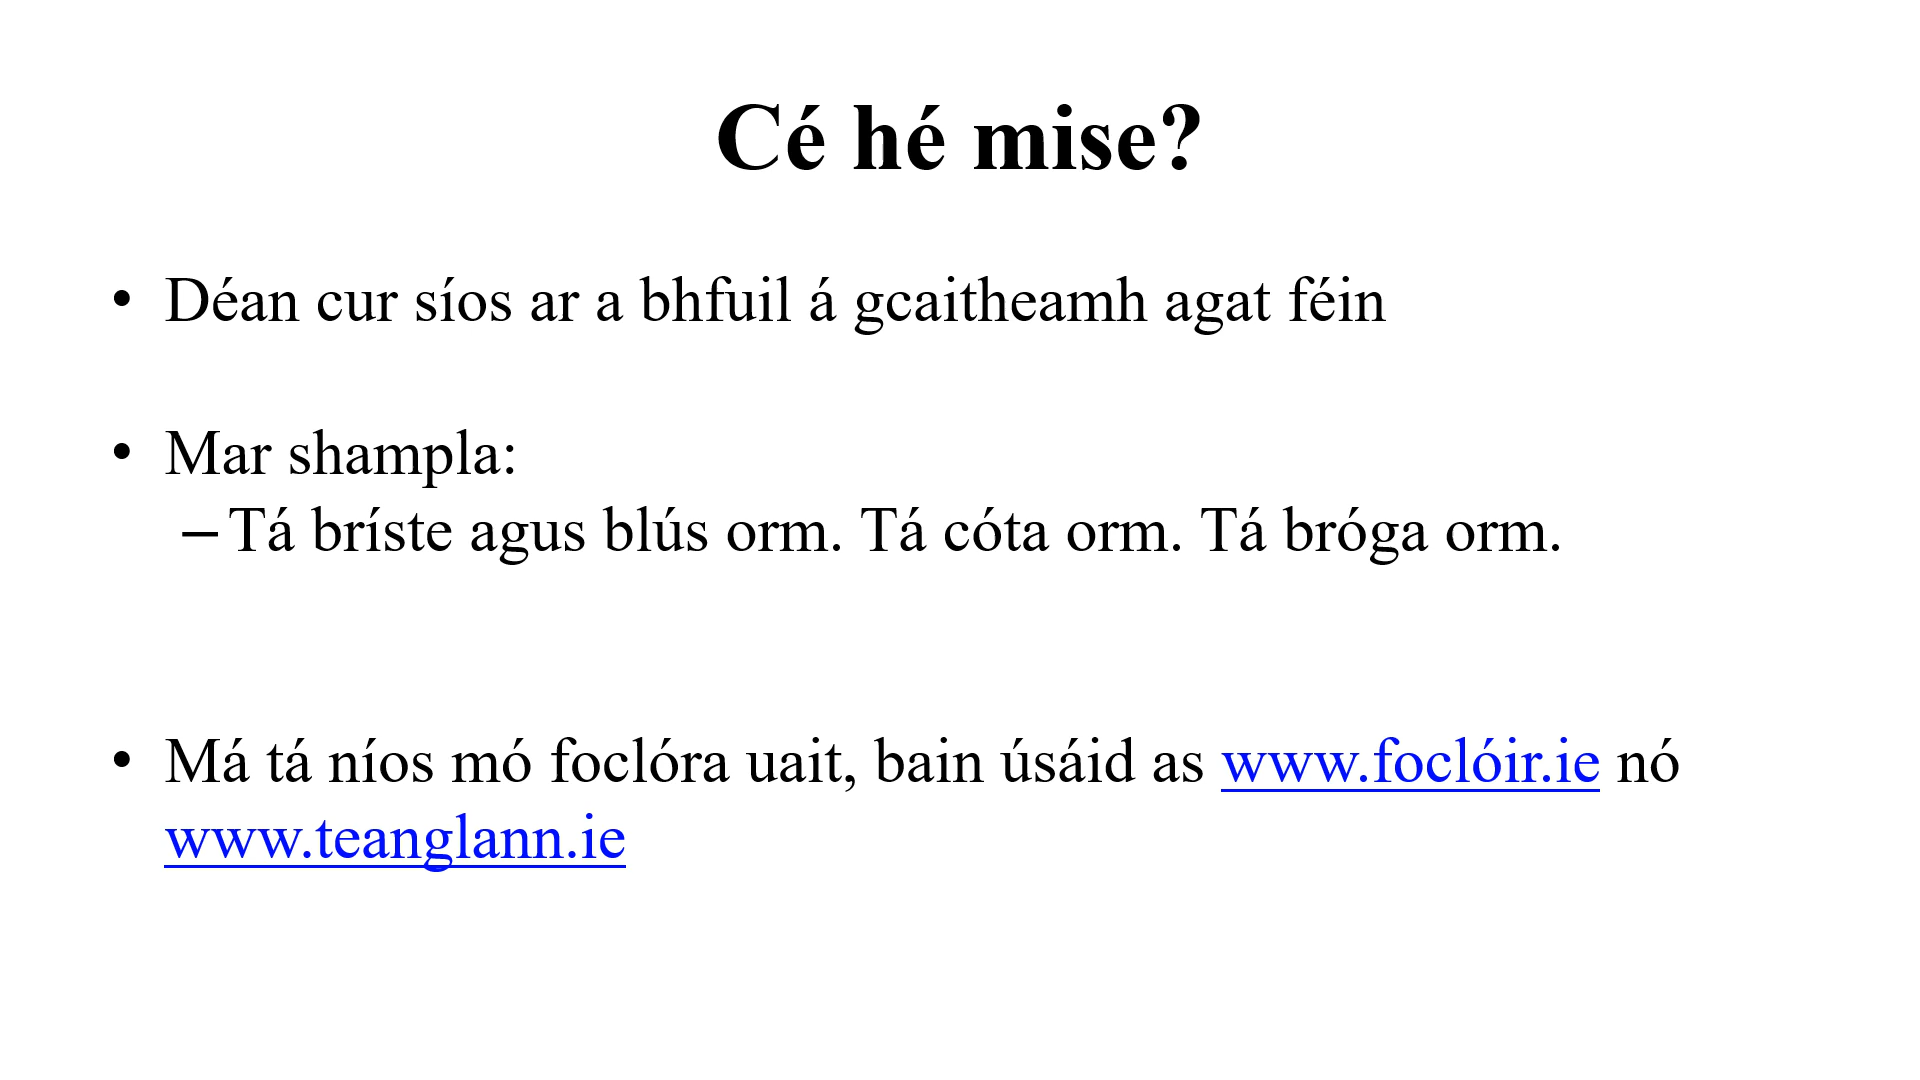 Cé hé mise?
• Déan cur síos ar a bhfuil á gcaitheamh agat féin
• Mar shampla:
– Tá bríste agus blús orm. Tá cóta orm. Tá bróga orm.
• Má tá níos mó foclóra uait, bain úsáid as www.foclóir.ie nó
www.teanglann.ie